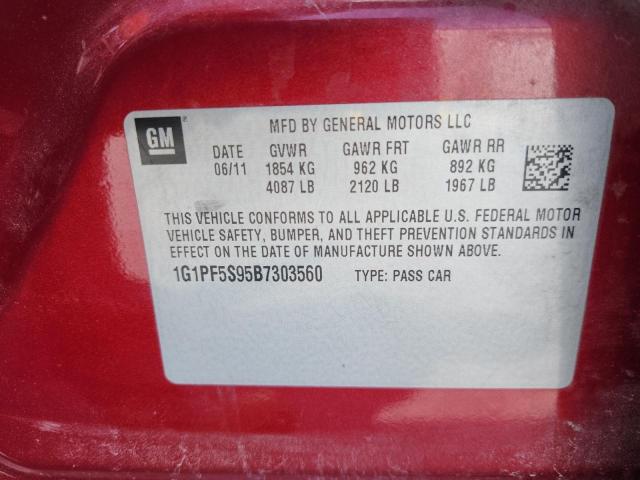 GM
MFD BY GENERAL MOTORS LLC
DATE GVWR GAWR FRT GAWR RR
06/11 1854 KG 962 KG 892 KG
4087 LB 2120 LB 1967 LB
THIS VEHICLE CONFORMS TO ALL APPLICABLE U.S. FEDERAL MOTOR
VEHICLE SAFETY, BUMPER, AND THEFT PREVENTION STANDARDS IN
EFFECT ON THE DATE OF MANUFACTURE SHOWN ABOVE.
1G1PF5S95B7303560 TYPE: PASS CAR